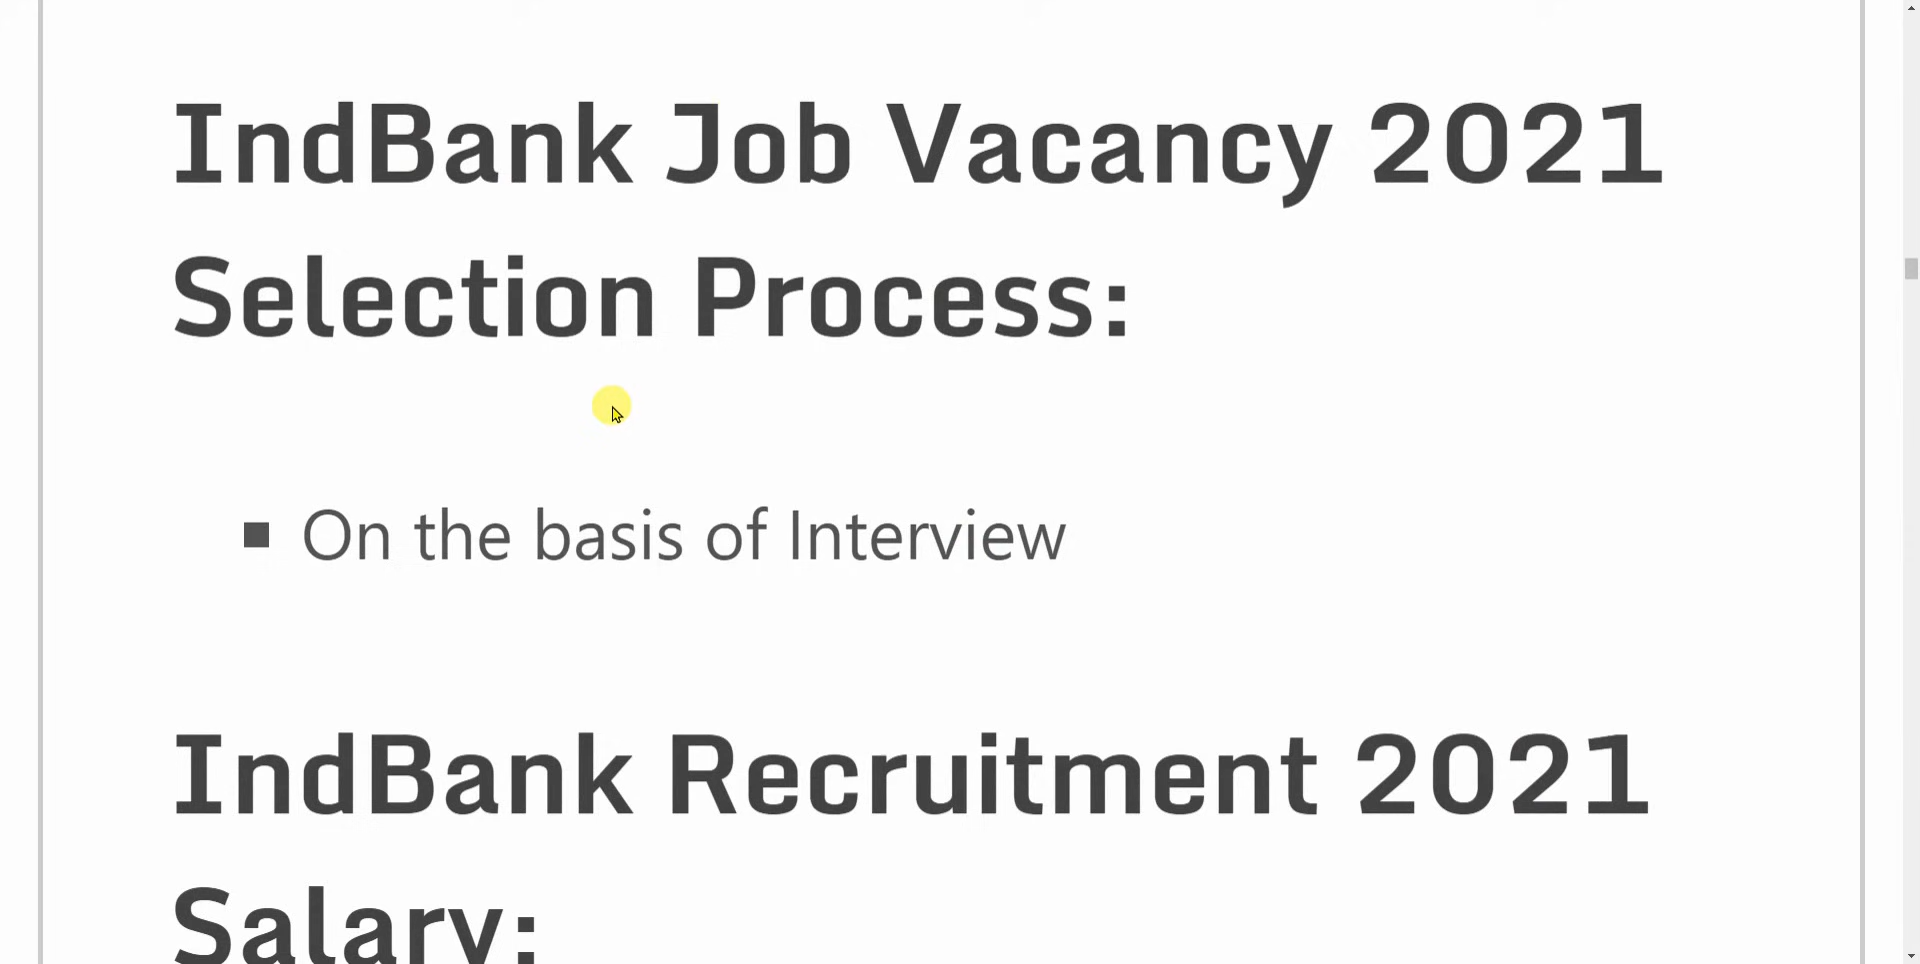 IndBank Job Vacancy 2021
Selection Process:
On the basis of Interview
IndBank Recruitment 2021
Salary: